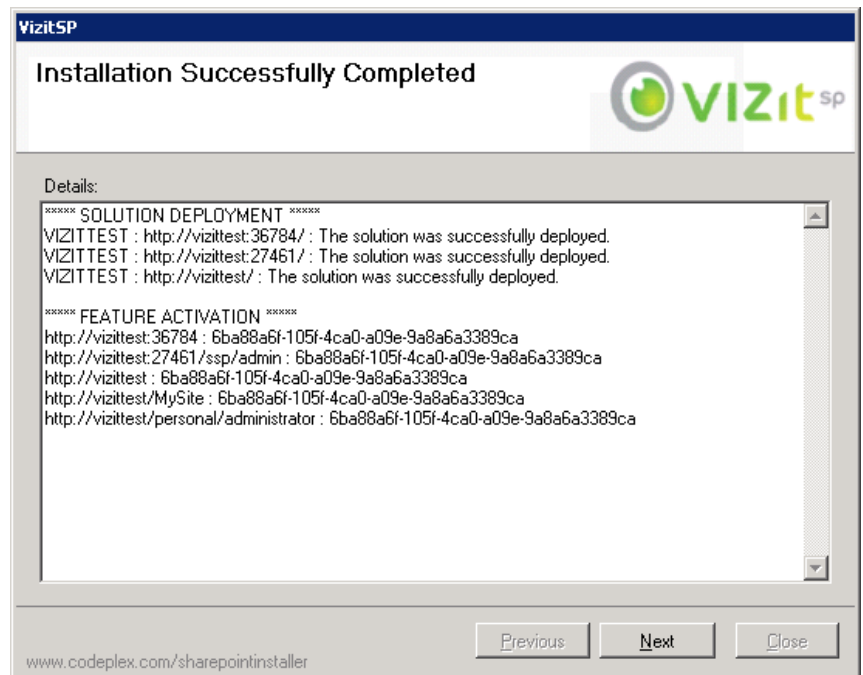 VizitSP
Installation Successfully Completed
VIZit SP
Details:
***** SOLUTION DEPLOYMENT *****
VIZITTEST : http://vizittest:36784/ : The solution was successfully deployed.
VIZITTEST : http://vizittest:27461/ : The solution was successfully deployed.
VIZITTEST : http://vizittest/ : The solution was successfully deployed.
***** FEATURE ACTIVATION *****
http://vizittest:36784 : 6ba88a6f-105f-4ca0-a09e-9a8a6a3389ca
http://vizittest:27461/ssp/admin : 6ba88a6f-105f-4ca0-a09e-9a8a6a3389ca
http://vizittest : 6ba88a6f-105f-4ca0-a09e-9a8a6a3389ca
http://vizittest/MySite : 6ba88a6f-105f-4ca0-a09e-9a8a6a3389ca
http://vizittest/personal/administrator : 6ba88a6f-105f-4ca0-a09e-9a8a6a3389ca
Previous Next Close
www.codeplex.com/sharepointinstaller